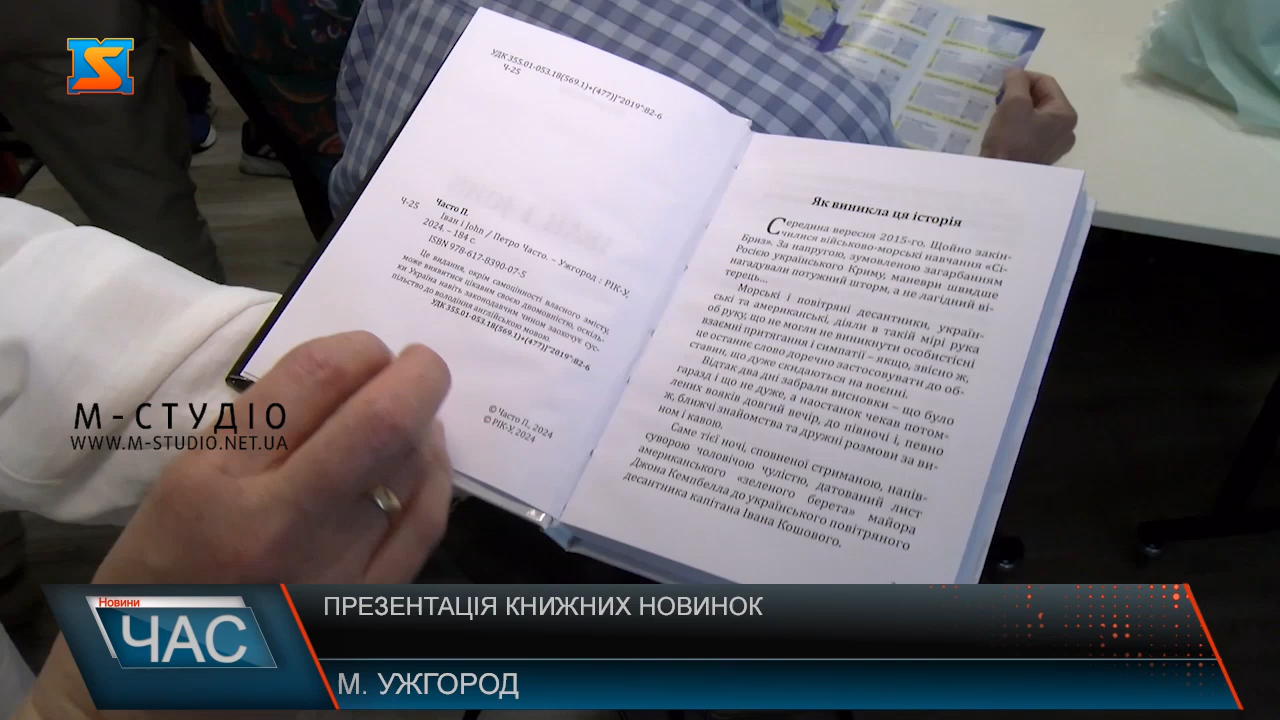 УДК 355.01-053.18(569.1)+(477)]"2019":82-6
Ч-25
Часто П.
Ч-25 Іван і John / Петро Часто. – Ужгород : РІК-У,
2024. – 184 с.
ISBN 978-617-8390-07-5
Це видання, окрім самоцінності власного змісту,
може виявитися цікавим своєю двомовністю, оскіль-
ки Україна навіть законодавчим чином заохочує сус-
пільство до володіння англійською мовою.
УДК 355.01-053.18(569.1)+(477)]"2019":82-6
© Часто П., 2024
© РІК-У, 2024
Як виникла ця історія
Середина вересня 2015-го. Щойно закін-
чилися військово-морські навчання «Сі-
Бриз». За напругою, зумовленою загарбанням
Росією українського Криму, маневри швидше
нагадували потужний шторм, а не лагідний ві-
терець...
Морські і повітряні десантники, україн-
ські та американські, діяли в такій мірі рука
об руку, що не могли не виникнути особистісні
взаємні притягання і симпатії – якщо, звісно ж,
це останнє слово доречно застосовувати до об-
ставин, що дуже скидаються на воєнні.
Відтак два дні забрали висновки – що було
гаразд і що не дуже, а наостанок чекав потом-
лених вояків довгий вечір, до півночі і, певно
ж, ближчі знайомства та дружні розмови за ви-
ном і кавою.
Саме тієї ночі, сповненої стриманою, напів-
суворою чоловічою чулістю, датований лист
американського «зеленого берета» майора
Джона Кемпбелла до українського повітряного
десантника капітана Івана Кошового.
М-СТУДІО
WWW.M-STUDIO.NET.UA
Новини
ЧАС
ПРЕЗЕНТАЦІЯ КНИЖНИХ НОВИНОК
М. УЖГОРОД